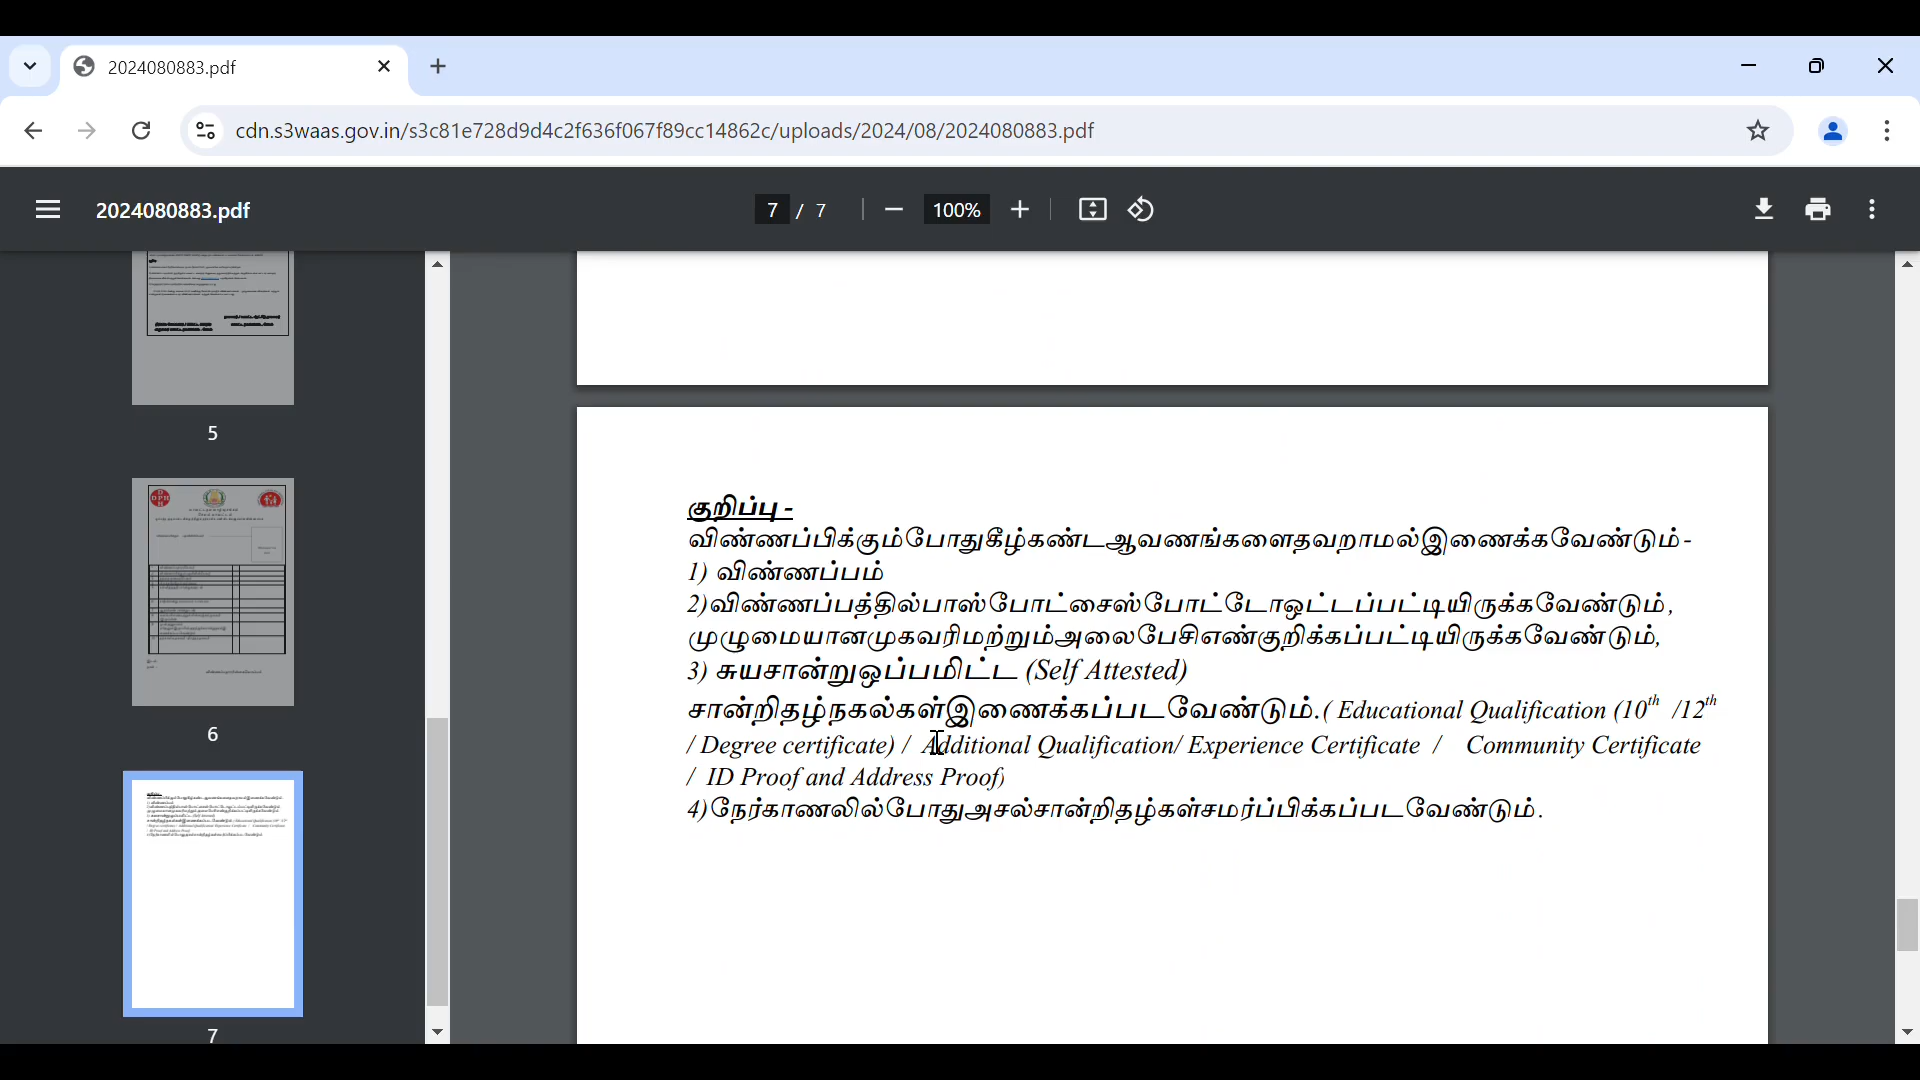 2024080883.pdf
cdn.s3waas.gov.in/s3c81e728d9d4c2f636f067f89cc14862c/uploads/2024/08/2024080883.pdf
2024080883.pdf
7 / 7
100%
5
6
7
குறிப்பு -
விண்ணப்பிக்கும்போதுகீழ்கண்டஆவணங்களைதவறாமல்இணைக்கவேண்டும் -
1) விண்ணப்பம்
2)விண்ணப்பத்தில்பாஸ்போட்சைஸ்போட்டோஒட்டப்பட்டியிருக்கவேண்டும்,
முழுமையானமுகவரிமற்றும்அலைபேசிஎண்குறிக்கப்பட்டியிருக்கவேண்டும்,
3) சுயசான்றுஒப்பமிட்ட (Self Attested)
சான்றிதழ்நகல்கள்இணைக்கப்படவேண்டும்.( Educational Qualification (10th /12th
/ Degree certificate) / Additional Qualification/ Experience Certificate / Community Certificate
/ ID Proof and Address Proof)
4)நேர்காணலில்போதுஅசல்சான்றிதழ்கள்சமர்ப்பிக்கப்படவேண்டும்.